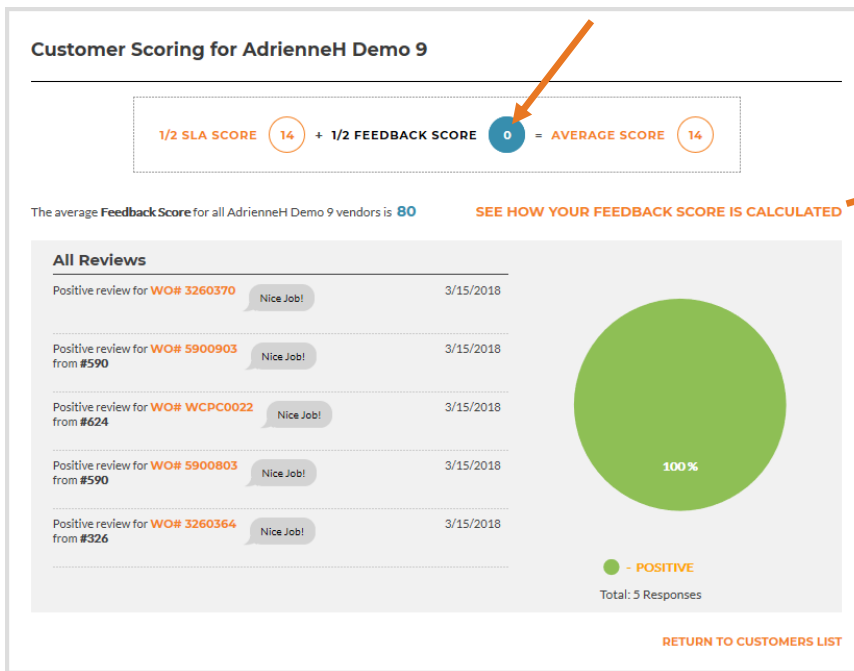 Customer Scoring for AdrienneH Demo 9
1/2 SLA SCORE 14 + 1/2 FEEDBACK SCORE 0 = AVERAGE SCORE 14
The average Feedback Score for all AdrienneH Demo 9 vendors is 80 SEE HOW YOUR FEEDBACK SCORE IS CALCULATED
All Reviews
Positive review for WO# 3260370 Nice Job! 3/15/2018
Positive review for WO# 5900903 Nice Job! 3/15/2018
from #590
Positive review for WO# WCPC0022 Nice Job! 3/15/2018
from #624
Positive review for WO# 5900803 Nice Job! 3/15/2018
from #590
Positive review for WO# 3260364 Nice Job! 3/15/2018
from #326
100 %
- POSITIVE
Total: 5 Responses
RETURN TO CUSTOMERS LIST